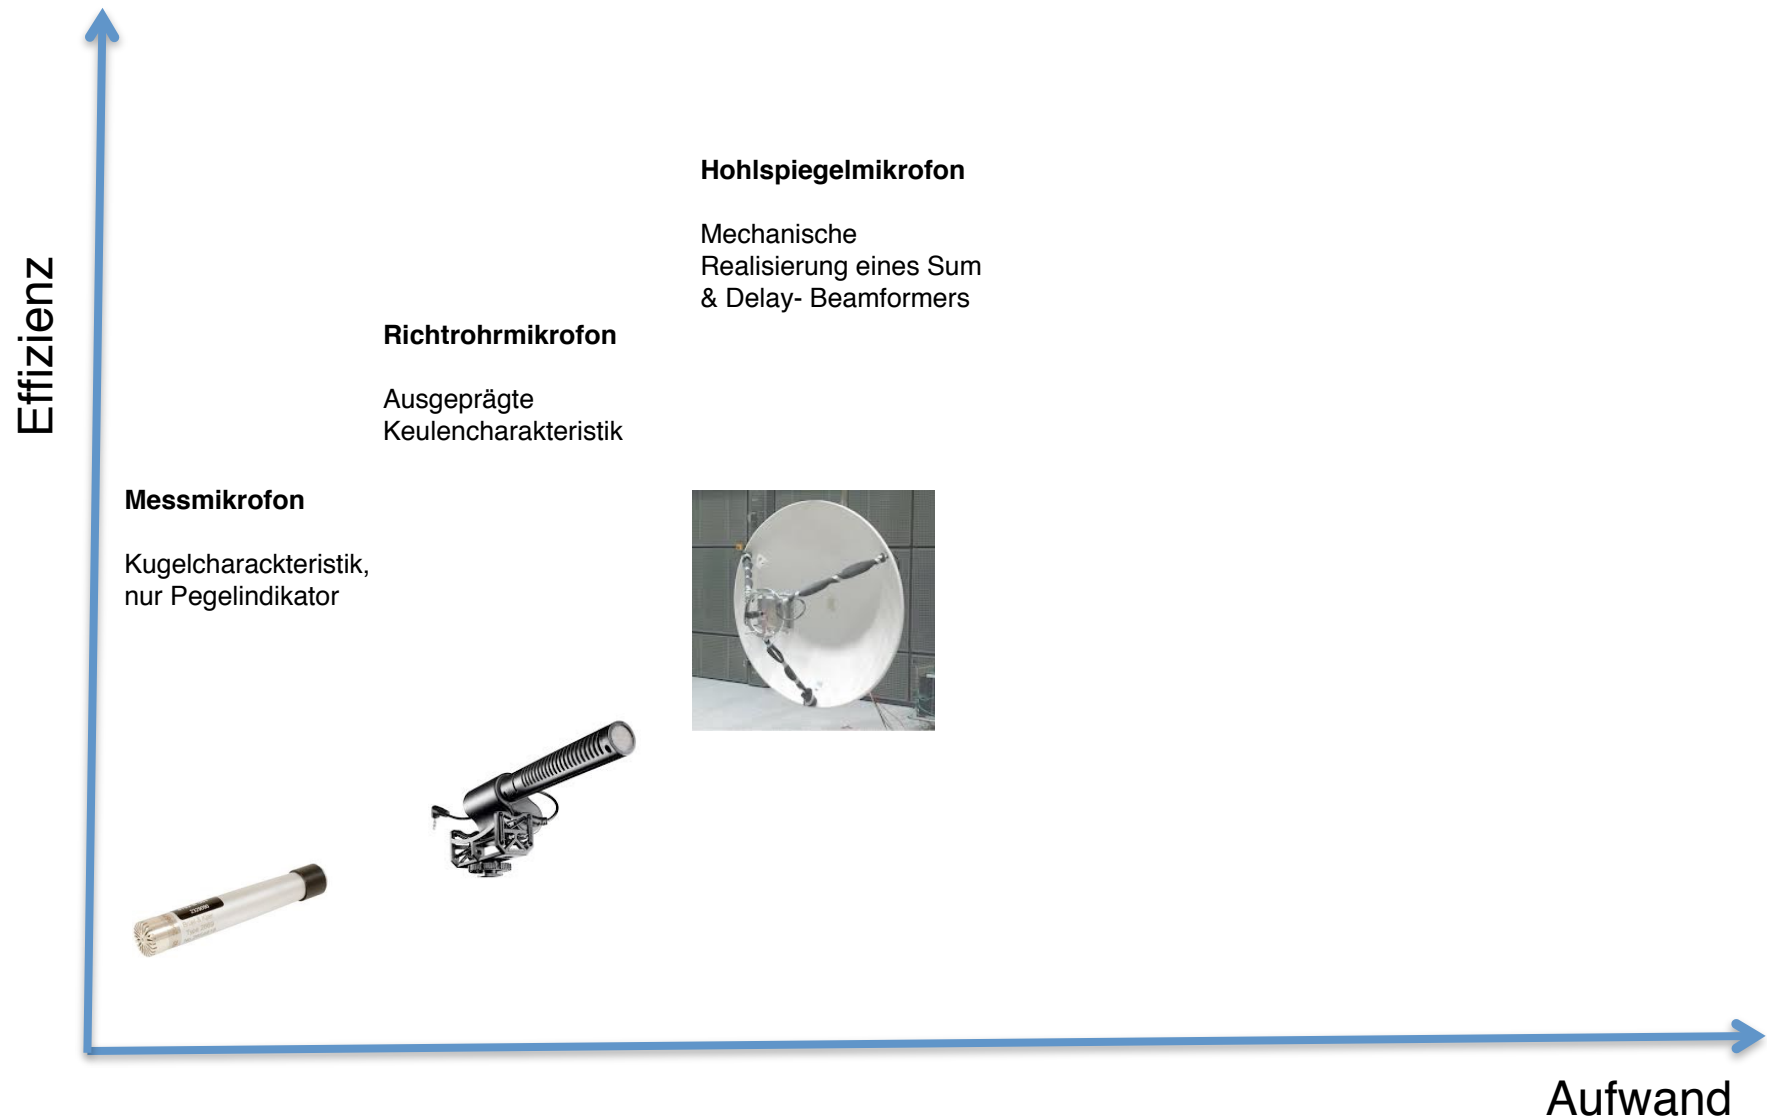 Effizienz
Hohlspiegelmikrofon
Mechanische
Realisierung eines Sum
& Delay- Beamformers
Richtrohrmikrofon
Ausgeprägte
Keulencharakteristik
Messmikrofon
Kugelcharackteristik,
nur Pegelindikator
Aufwand